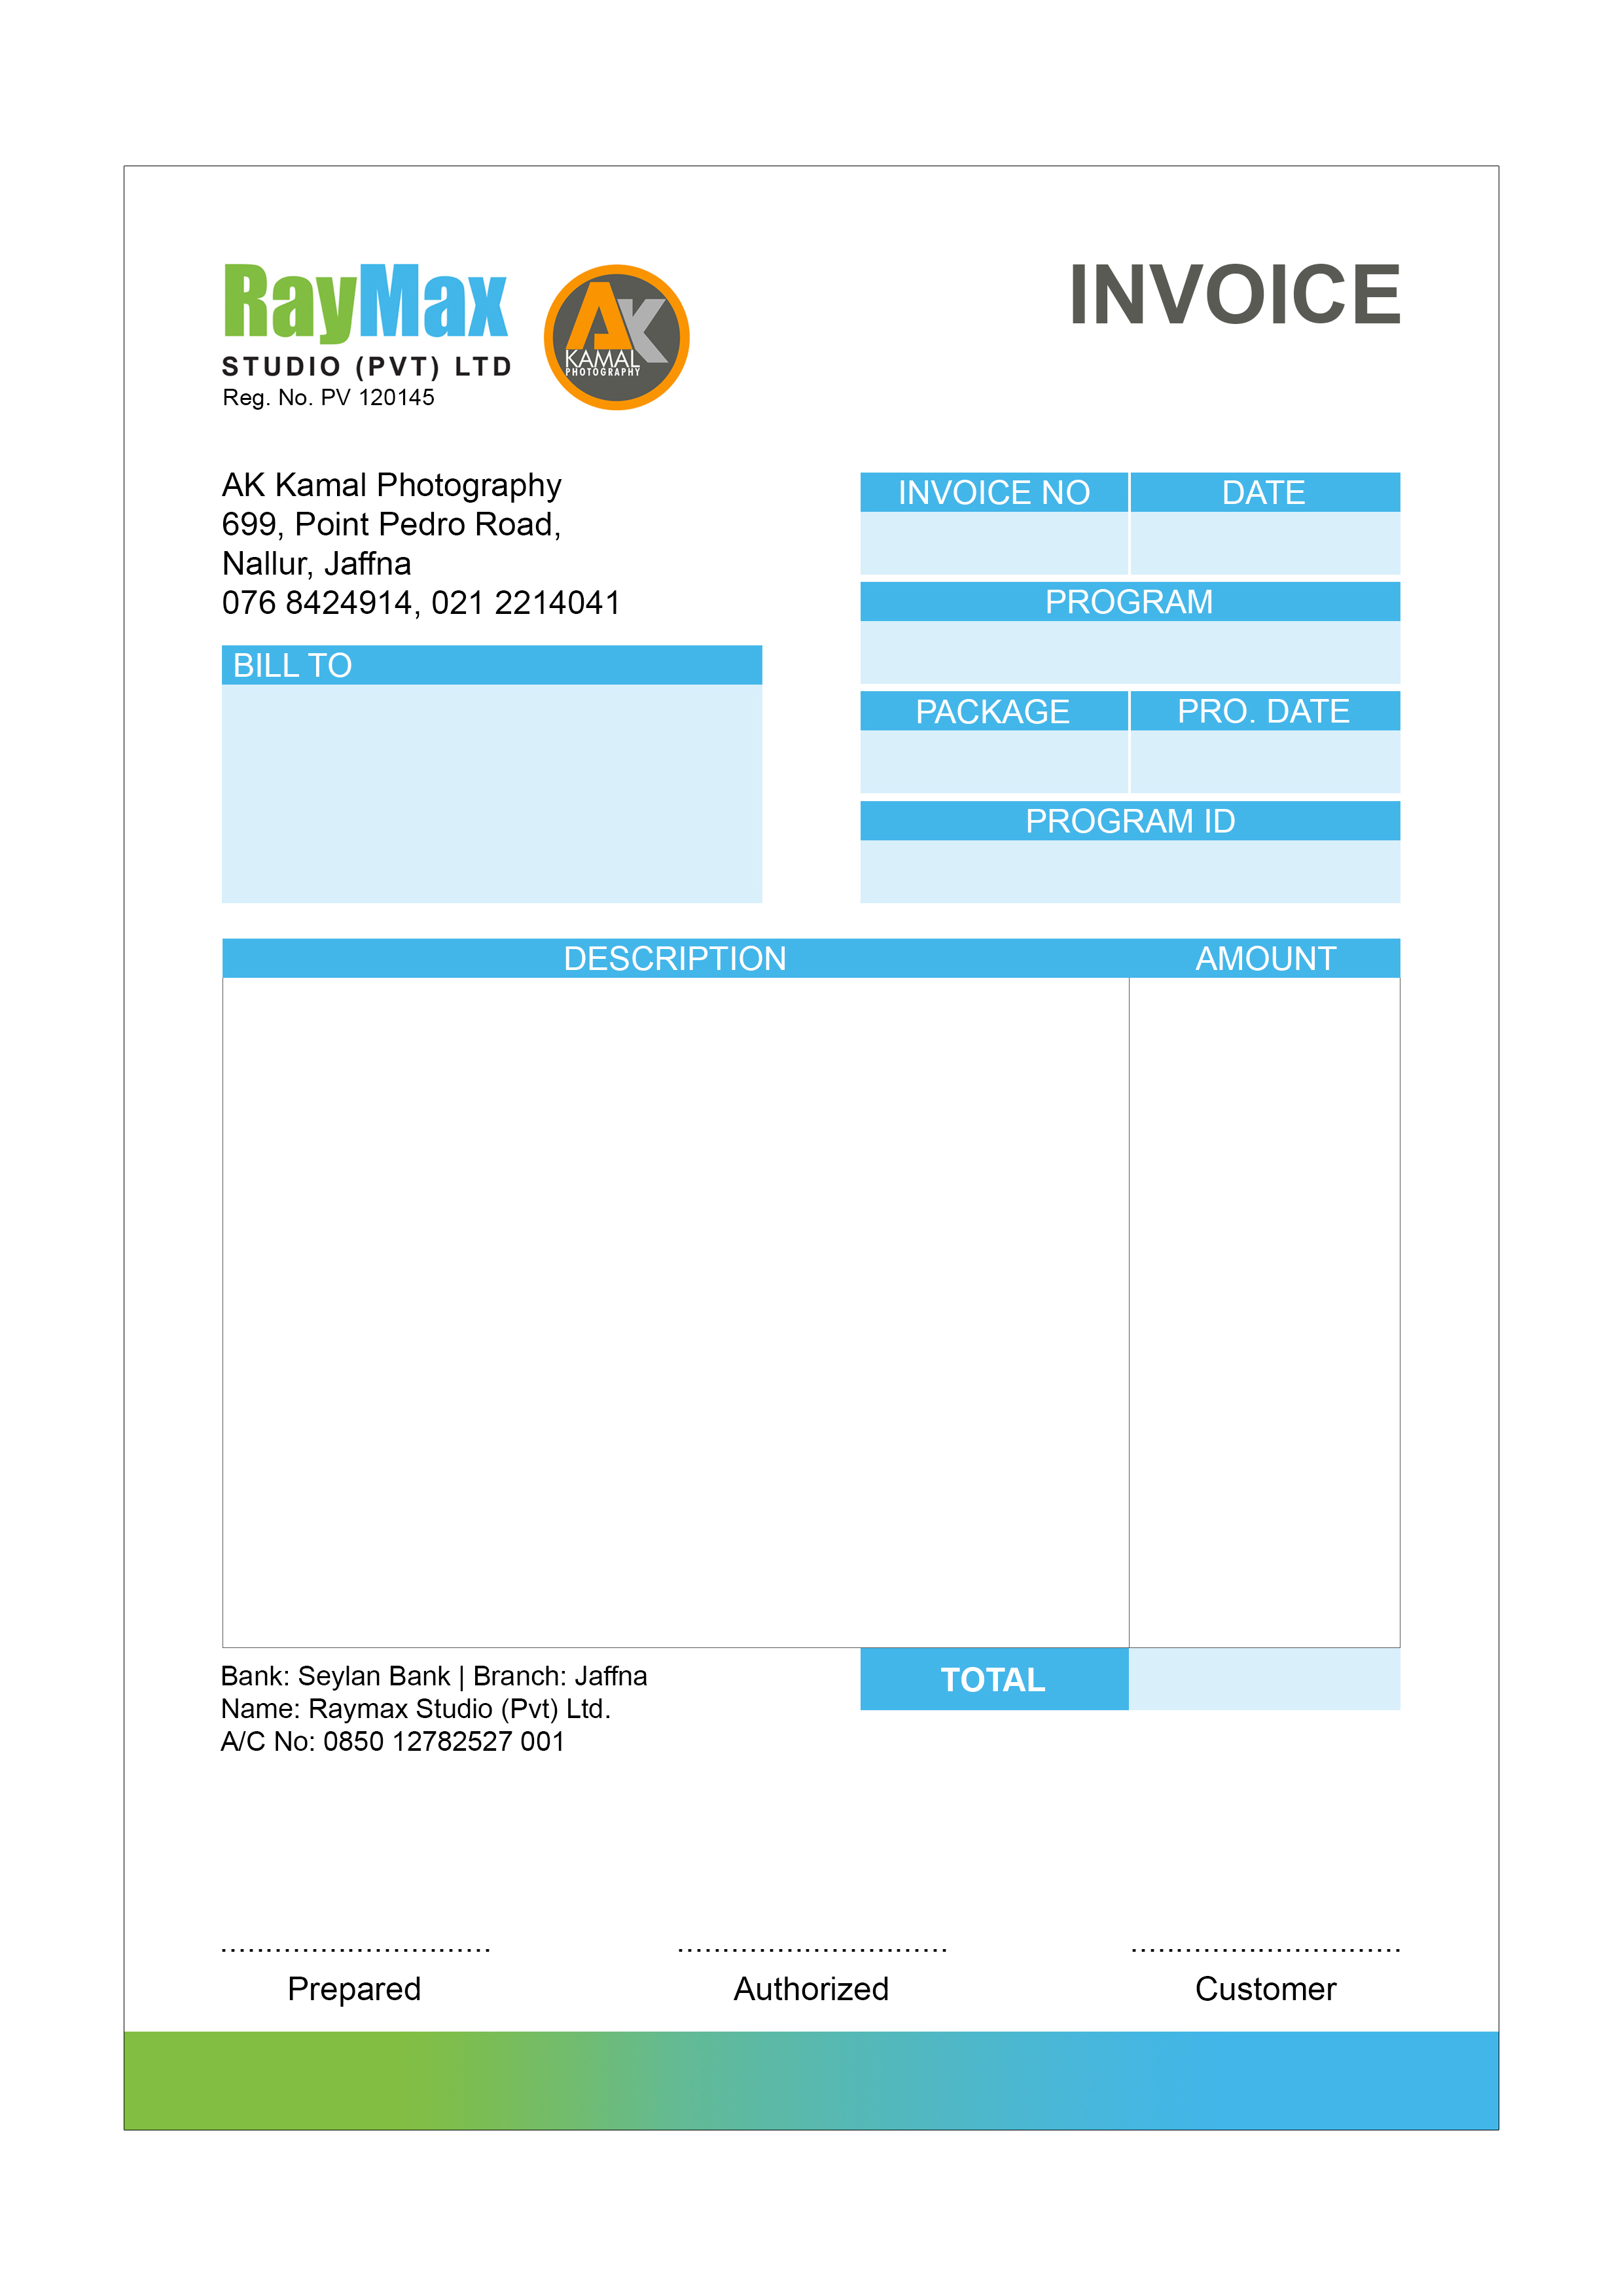 RayMax
STUDIO (PVT) LTD
Reg. No. PV 120145
AK
KAMAL
PHOTOGRAPHY
INVOICE
AK Kamal Photography
699, Point Pedro Road,
Nallur, Jaffna
076 8424914, 021 2214041
BILL TO
INVOICE NO DATE
PROGRAM
PACKAGE PRO. DATE
PROGRAM ID
DESCRIPTION AMOUNT
TOTAL
Bank: Seylan Bank | Branch: Jaffna
Name: Raymax Studio (Pvt) Ltd.
A/C No: 0850 12782527 001
Prepared Authorized Customer